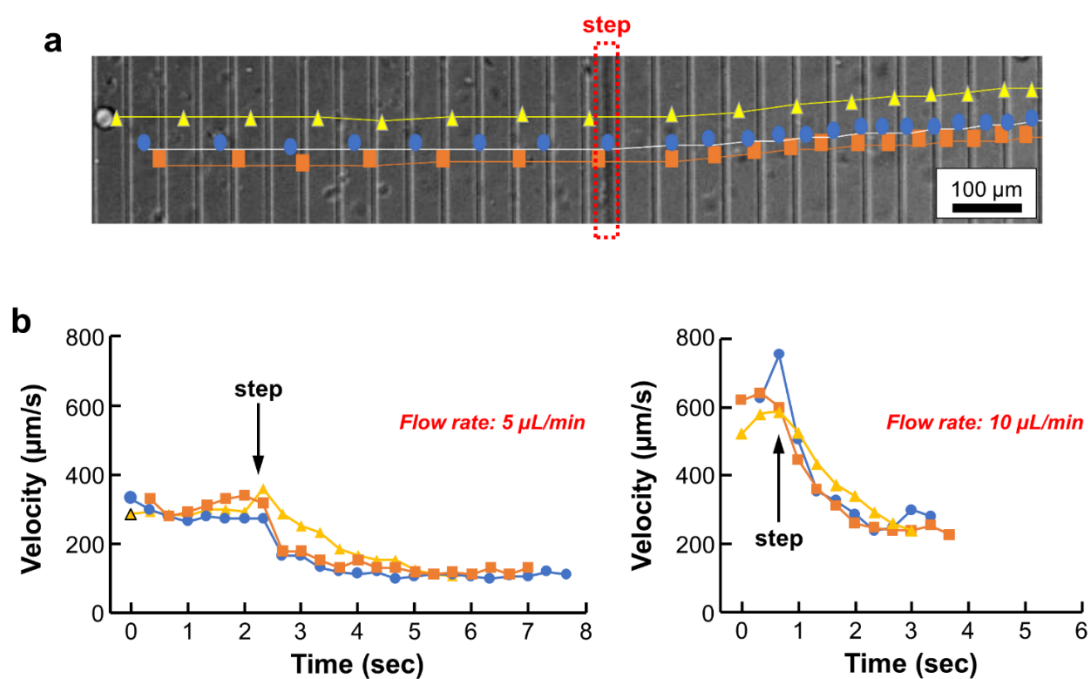 step
a
100 μm
b
800
600
400
200
0
Velocity (μm/s)
step
Flow rate: 5 μL/min
0 1 2 3 4 5 6 7 8
Time (sec)
800
600
400
200
0
Velocity (μm/s)
Flow rate: 10 μL/min
step
0 1 2 3 4 5 6
Time (sec)